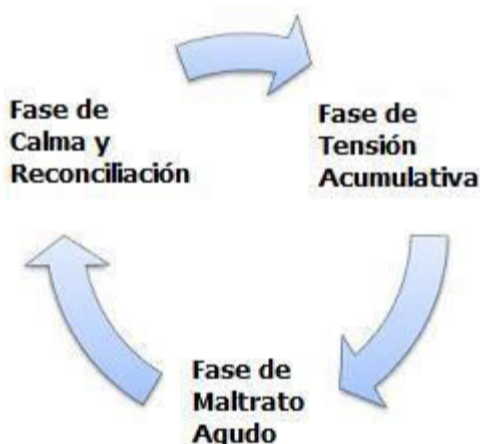 Fase de
Calma y
Reconciliación
Fase de
Tensión
Acumulativa
Fase de
Maltrato
Agudo